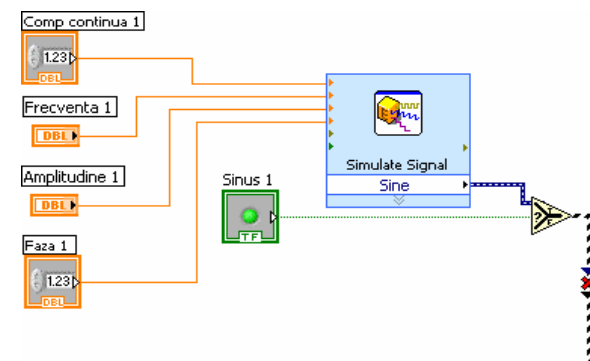 Comp continua 1
1.23
DBL
Frecventa 1
DBL
Amplitudine 1
DBL
Faza 1
1.23
DBL
Sinus 1
TF
Simulate Signal
Sine
?
T
F